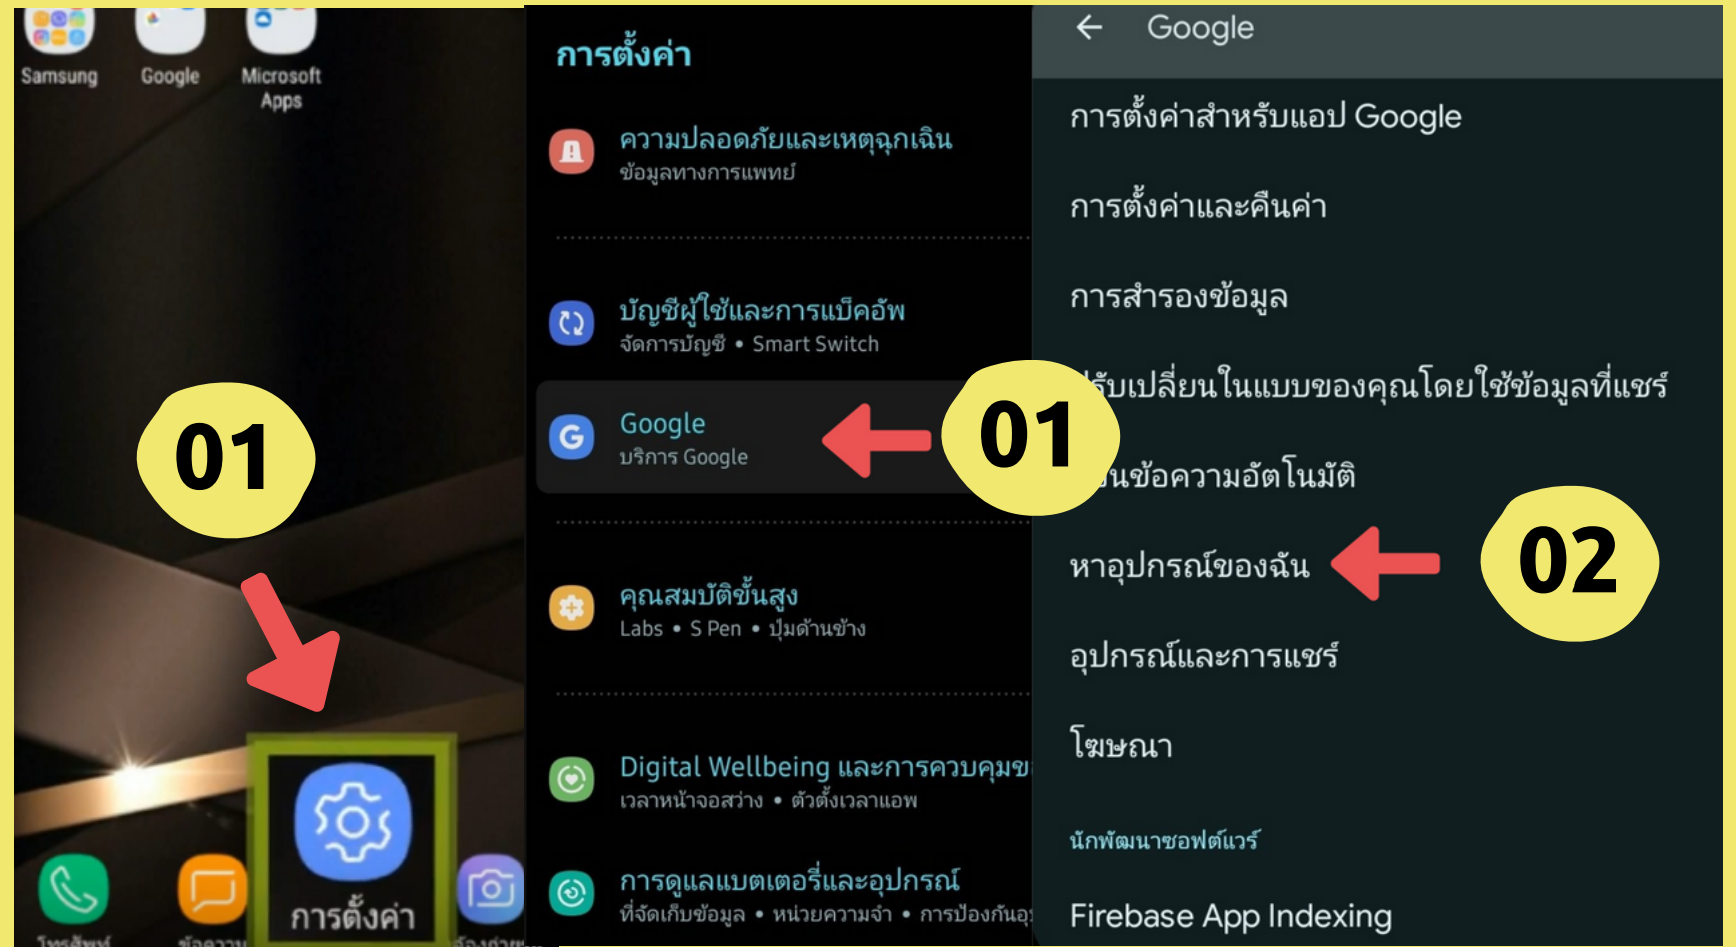 Samsung
Google
Microsoft
Apps
01
การตั้งค่า
โทรศัพท์
ข้อความ
การตั้งค่า
ความปลอดภัยและเหตุฉุกเฉิน
ข้อมูลทางการแพทย์
บัญชีผู้ใช้และการแบ็คอัพ
จัดการบัญชี • Smart Switch
Google
บริการ Google
01
คุณสมบัติขั้นสูง
Labs • S Pen • ปุ่มด้านข้าง
Digital Wellbeing และการควบคุมขอ
เวลาหน้าจอสว่าง • ตัวตั้งเวลาแอพ
การดูแลแบตเตอรี่และอุปกรณ์
ที่จัดเก็บข้อมูล • หน่วยความจำ • การป้องกันอุ
Google
การตั้งค่าสำหรับแอป Google
การตั้งค่าและคืนค่า
การสำรองข้อมูล
ปรับเปลี่ยนในแบบของคุณโดยใช้ข้อมูลที่แชร์
ข้อความอัตโนมัติ
หาอุปกรณ์ของฉัน
02
อุปกรณ์และการแชร์
โฆษณา
นักพัฒนาซอฟต์แวร์
Firebase App Indexing